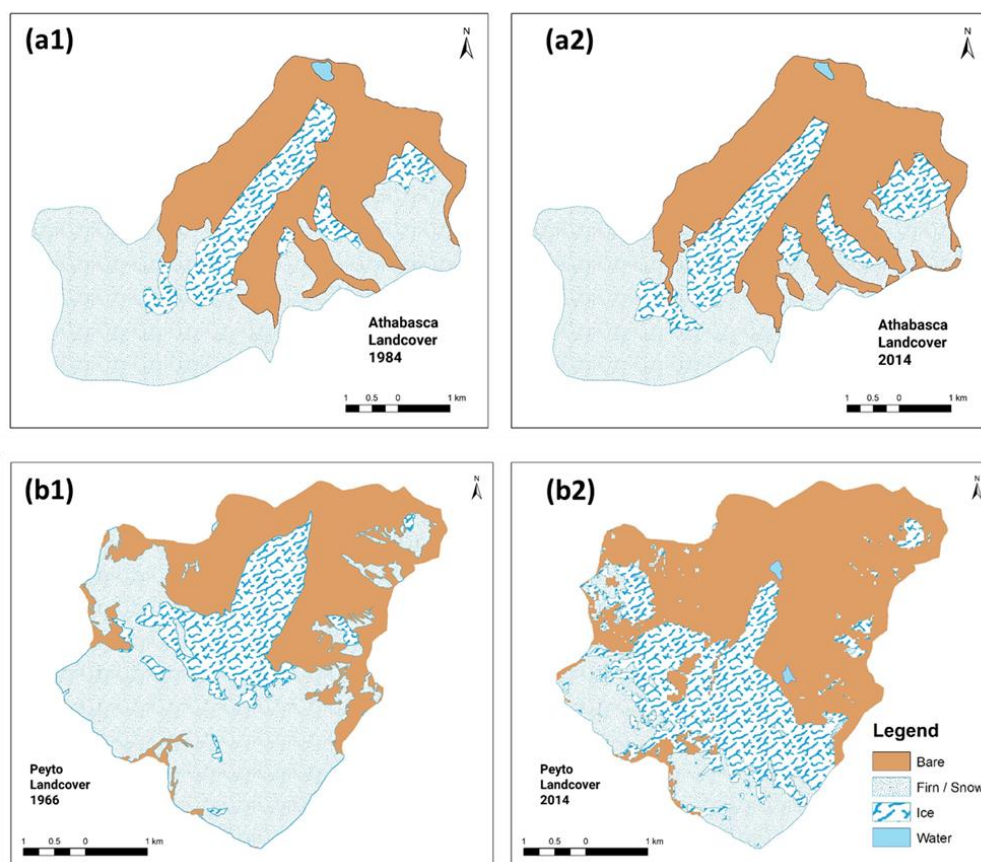 (a1)
N
Athabasca
Landcover
1984
1 0.5 0 1 km
(a2)
N
Athabasca
Landcover
2014
1 0.5 0 1 km
(b1)
N
Peyto
Landcover
1966
1 0.5 0 1 km
(b2)
N
Peyto
Landcover
2014
1 0.5 0 1 km
Legend
Bare
Firn / Snow
Ice
Water